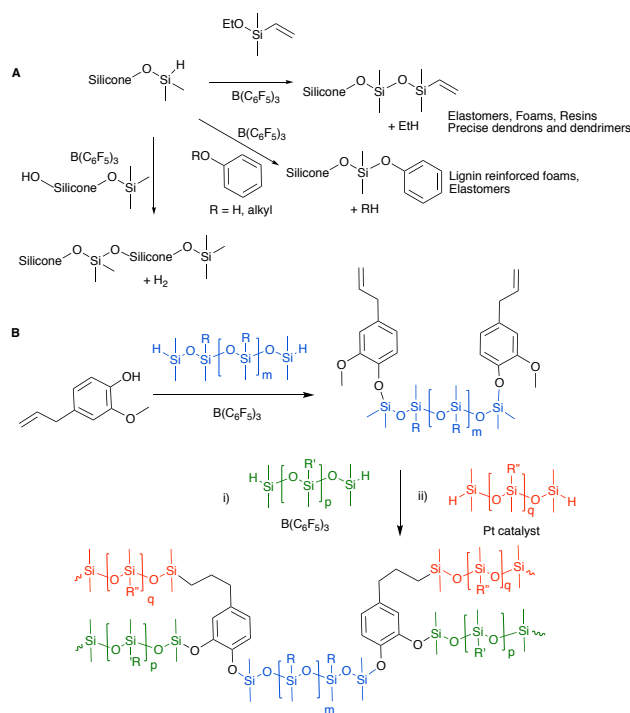 EtO
Si
A
H
O
Si
Silicone
B(C6F5)3
O
O
Si
Si
Silicone
+ EtH
Elastomers, Foams, Resins
Precise dendrons and dendrimers
B(C6F5)3
HO
O
Silicone
Si
B(C6F5)3
RO
R = H, alkyl
O
O
Silicone
Si
+ RH
Lignin reinforced foams,
Elastomers
O
O
O
Silicone
Si
Silicone
Si
+ H2
B
H
Si
O
R
Si
O
R
Si
O
H
Si
m
B(C6F5)3
OH
O
O
O
O
O
Si
O
Si
R
O
Si
R
O
Si
m
i)
H
Si
O
R'
Si
O
H
Si
p
B(C6F5)3
ii)
H
Si
O
R"
Si
O
Si
H
q
Pt catalyst
Si
O
Si
R"
O
Si
q
Si
O
Si
R"
O
Si
q
Si
O
Si
R
O
Si
O
p
O
Si
O
R
Si
O
R
Si
O
Si
m
O
O
Si
O
Si
R'
O
Si
p